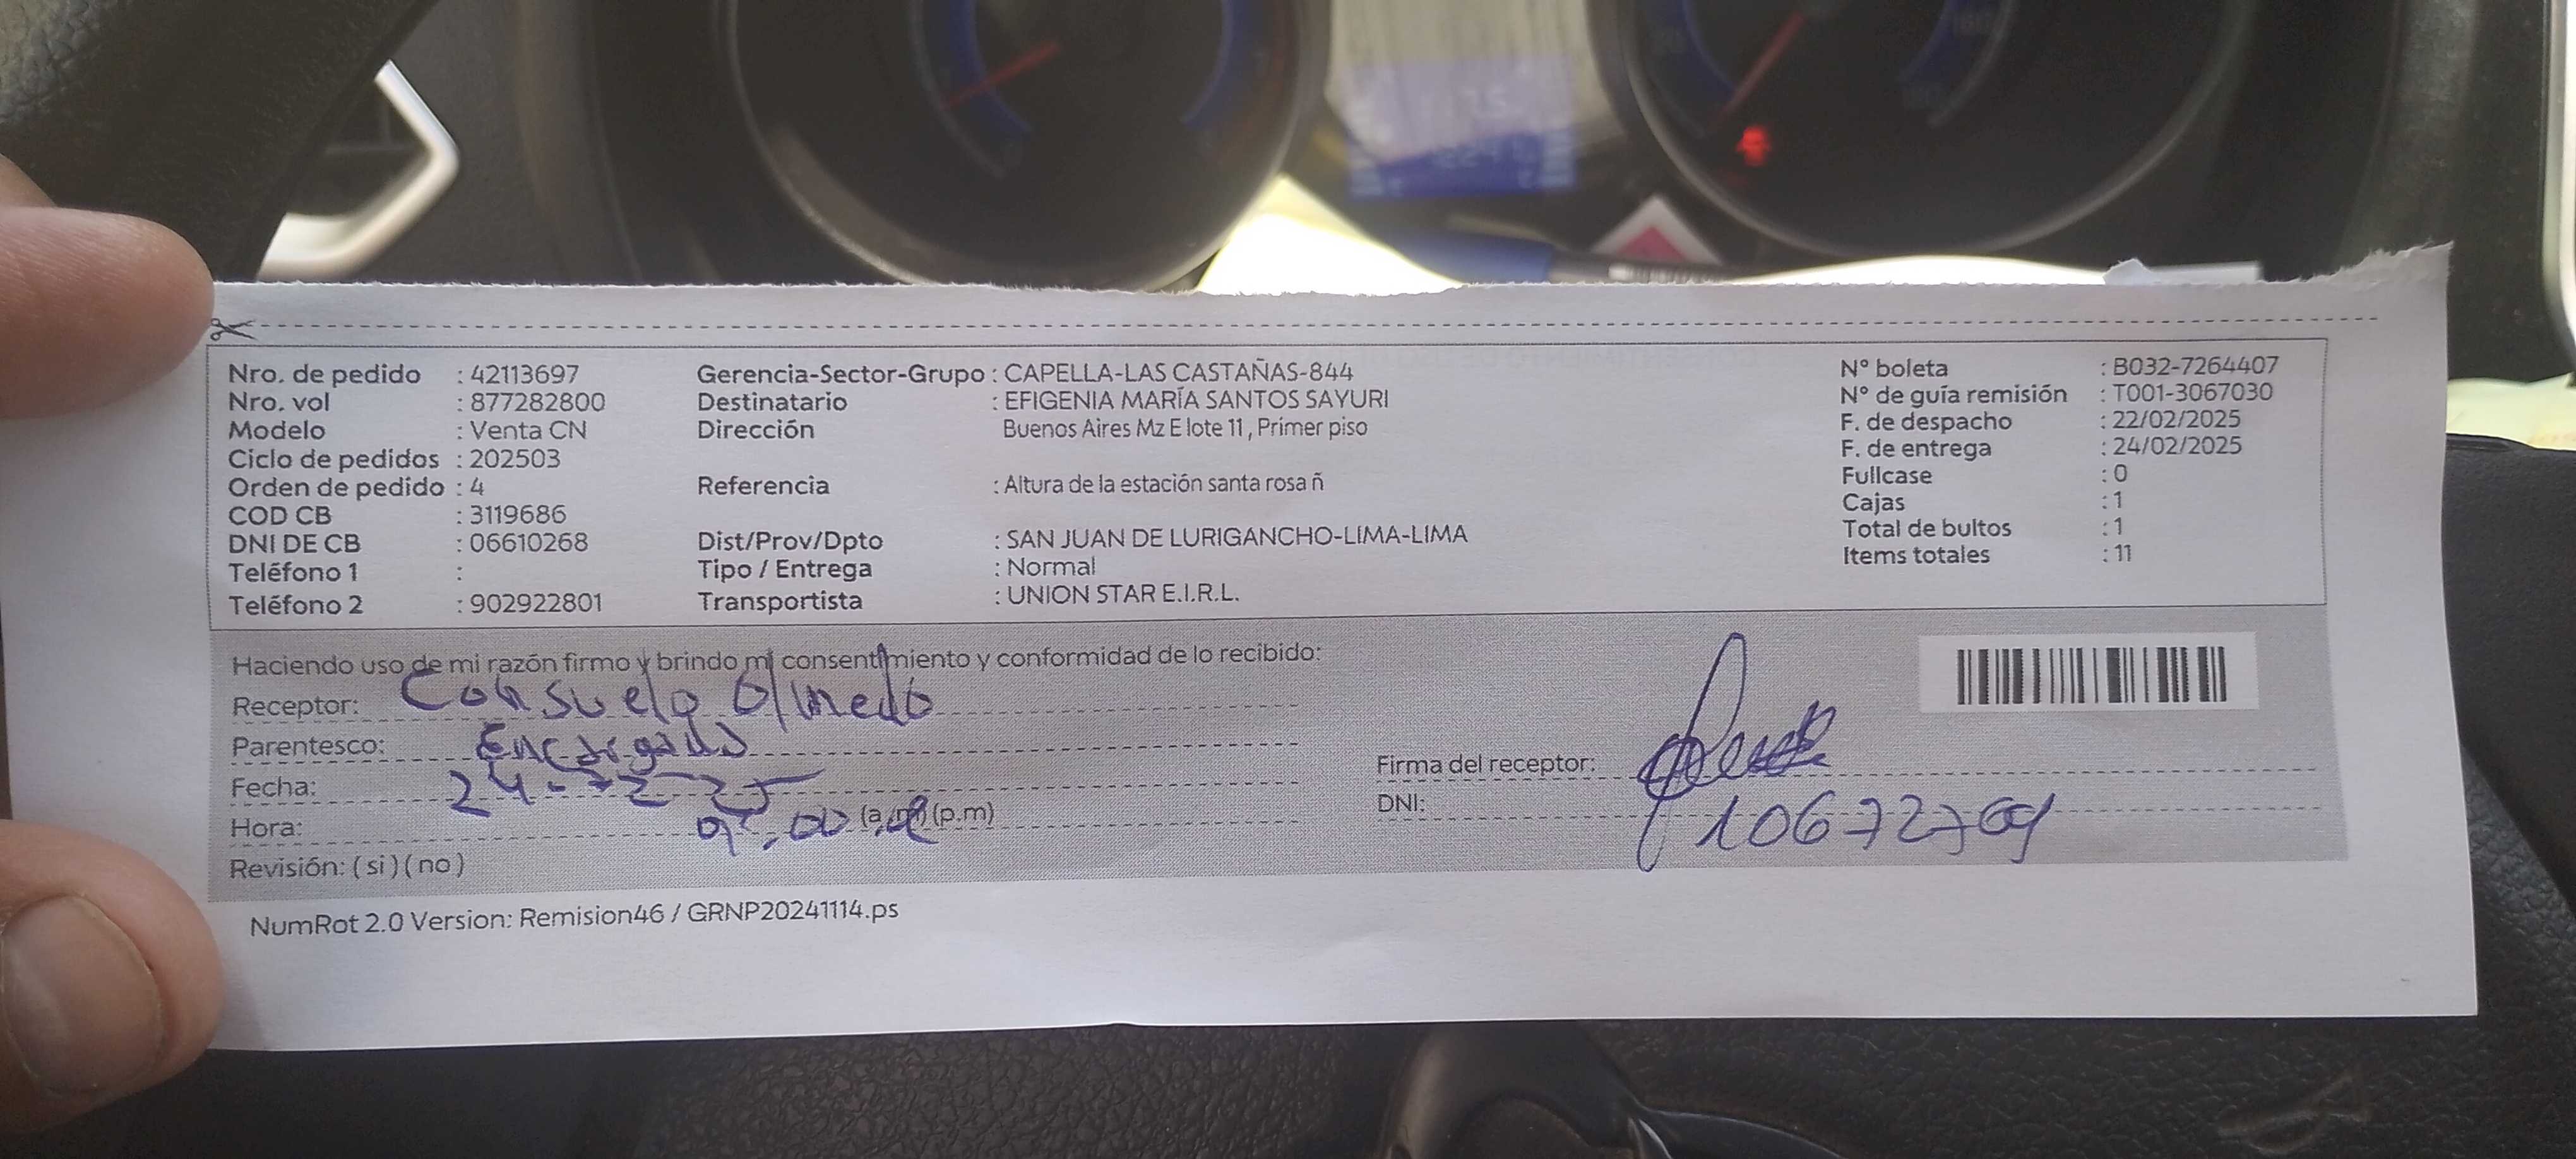 Nro. de pedido : 42113697
Nro. vol : 877282800
Modelo : Venta CN
Ciclo de pedidos : 202503
Orden de pedido : 4
COD CB : 3119686
DNI DE CB : 06610268
Teléfono 1 :
Teléfono 2 : 902922801
Gerencia-Sector-Grupo : CAPELLA-LAS CASTAÑAS-844
Destinatario : EFIGENIA MARÍA SANTOS SAYURI
Dirección Buenos Aires Mz E lote 11, Primer piso
Referencia : Altura de la estación santa rosa ñ
Dist/Prov/Dpto : SAN JUAN DE LURIGANCHO-LIMA-LIMA
Tipo / Entrega : Normal
Transportista : UNION STAR E.I.R.L.
N° boleta : B032-7264407
N° de guía remisión : T001-3067030
F. de despacho : 22/02/2025
F. de entrega : 24/02/2025
Fullcase : 0
Cajas : 1
Total de bultos : 1
Items totales : 11
Haciendo uso de mi razón firmo y brindo mi consentimiento y conformidad de lo recibido:
Receptor: Consuelo Olmedo
Parentesco: Encargado
Fecha: 24
Hora: (a.m) (p.m)
Revisión: ( si ) ( no )
Firma del receptor:
DNI:
NumRot 2.0 Version: Remision46 / GRNP20241114.ps